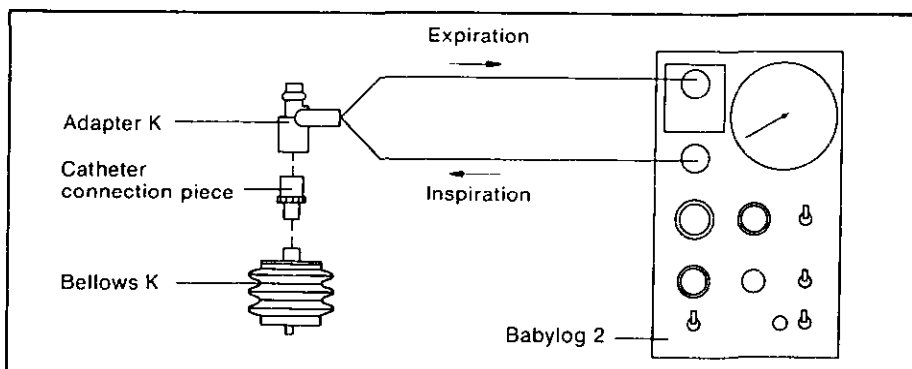 Expiration
Adapter K
Catheter
connection piece
Inspiration
Bellows K
Babylog 2